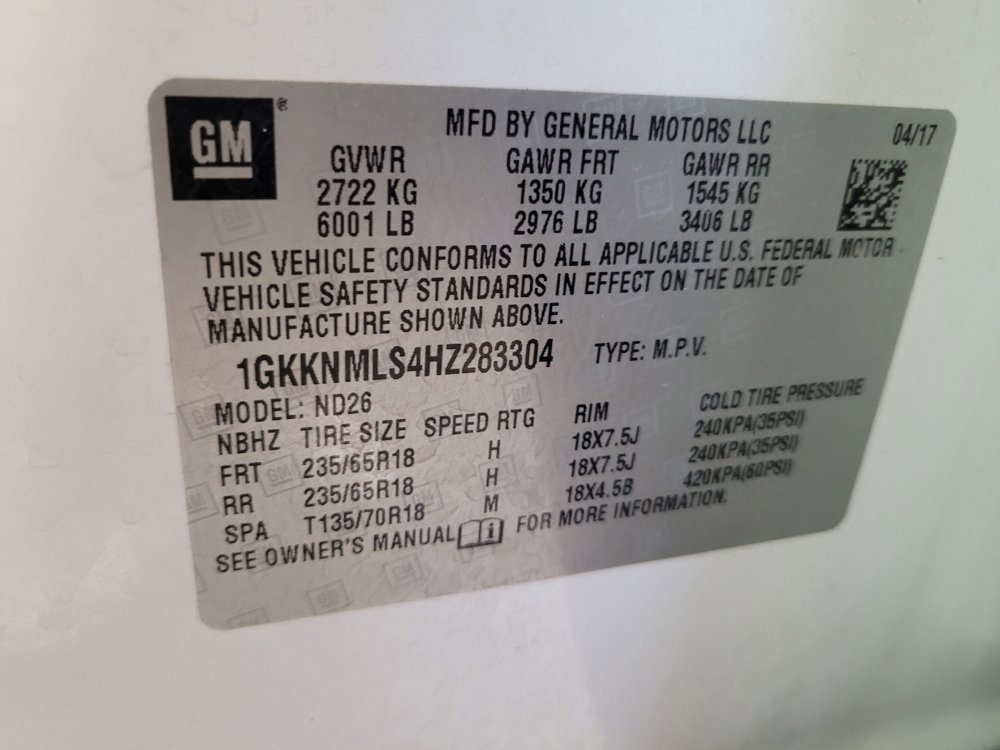 GM®
MFD BY GENERAL MOTORS LLC 04/17
GVWR GAWR FRT GAWR RR
2722 KG 1350 KG 1545 KG
6001 LB 2976 LB 3406 LB
THIS VEHICLE CONFORMS TO ALL APPLICABLE U.S. FEDERAL MOTOR
VEHICLE SAFETY STANDARDS IN EFFECT ON THE DATE OF
MANUFACTURE SHOWN ABOVE.
1GKKNMLS4HZ283304 TYPE: M.P.V.
MODEL: ND26
NBHZ TIRE SIZE SPEED RTG RIM COLD TIRE PRESSURE
FRT 235/65R18 H 18X7.5J 240KPA(35PSI)
RR 235/65R18 H 18X7.5J 240KPA(35PSI)
SPA T135/70R18 M 18X4.5B 420KPA(60PSI)
SEE OWNER'S MANUAL i FOR MORE INFORMATION.